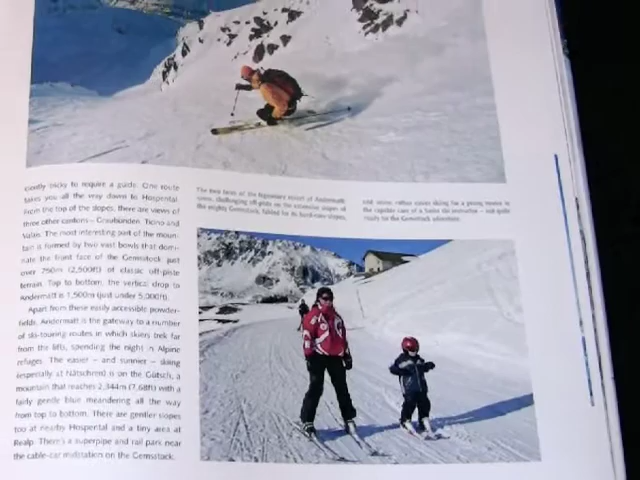 ciently tricky to require a guide. One route
takes you all the way down to Hospental.
From the top of the slopes, there are views of
three other cantons – Graubünden, Ticino and
Valais. The most interesting part of the moun-
tain is formed by two vast bowls that dom-
inate the front face of the Gemsstock: just
over 750m (2,500ft) of classic off-piste
terrain. Top to bottom, the vertical drop to
Andermatt is 1,500m (just under 5,000ft).
Apart from these easily accessible powder-
fields, Andermatt is the gateway to a number
of ski-touring routes in which skiers trek far
from the lifts, spending the night in Alpine
refuges. The easier – and sunnier – skiing
(especially at Nätschen) is on the Gütsch, a
mountain that reaches 2,344m (7,68ft) with a
fairly gentle blue meandering all the way
from top to bottom. There are gentler slopes
too at nearby Hospental and a tiny area at
Realp. There's a superpipe and rail park near
the cable-car midstation on the Gemsstock.
The two faces of the legendary resort of Andermatt:
challenging off-piste on the extensive slopes of
the mighty Gemsstock, famed for its
skiing for a young novice in
the capable care of a Swiss ski instructor – not quite
ready for the Gemsstock